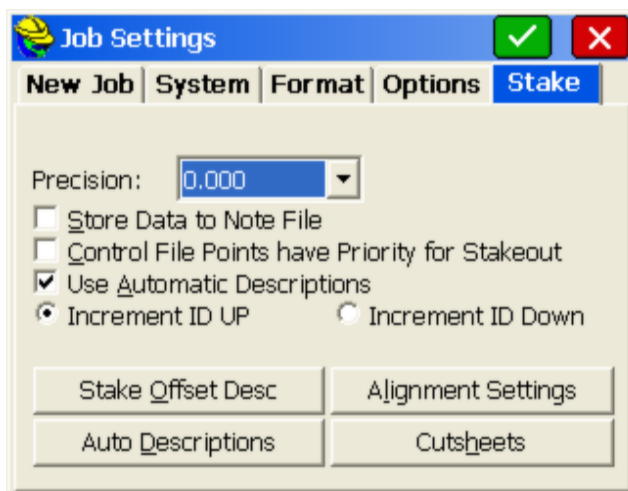 Job Settings
New Job System Format Options Stake
Precision: 0.000
Store Data to Note File
Control File Points have Priority for Stakeout
Use Automatic Descriptions
Increment ID UP Increment ID Down
Stake Offset Desc Alignment Settings
Auto Descriptions Cutsheets